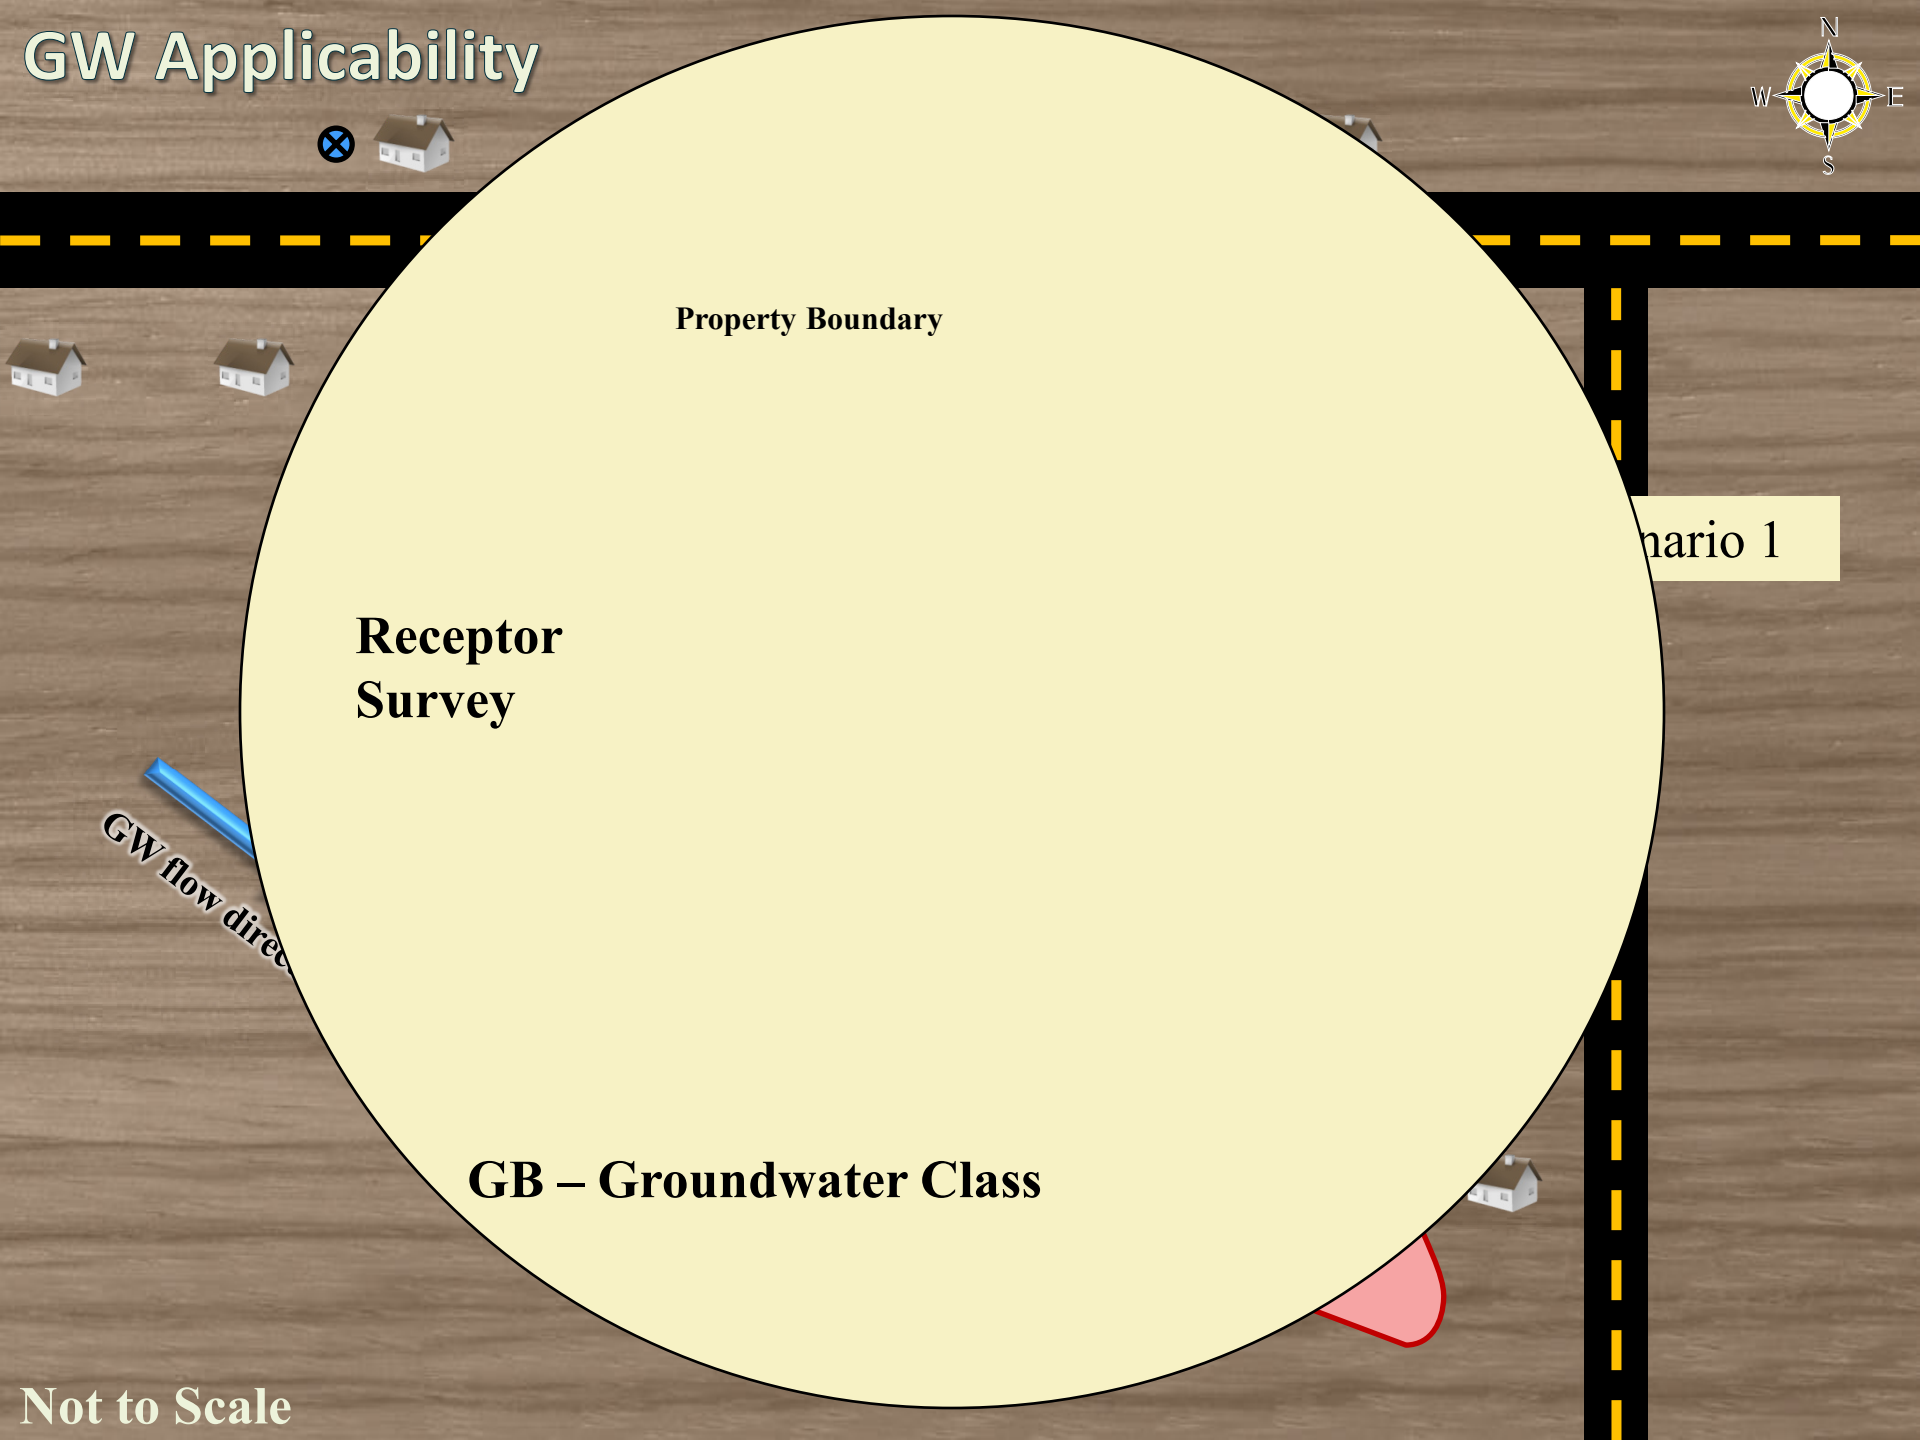 GW Applicability
N
W
E
S
Property Boundary
nario 1
Receptor
Survey
GW flow direc
GB – Groundwater Class
Not to Scale